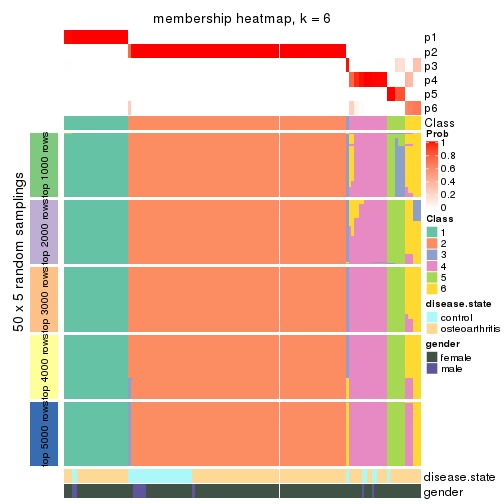 membership heatmap, k = 6
p1
p2
p3
p4
p5
p6
Class
Prob
1
0.8
0.6
0.4
0.2
0
Class
1
2
3
4
5
6
disease.state
control
osteoarthritis
gender
female
male
50 x 5 random samplings
top 1000 rows
top 2000 rows
top 3000 rows
top 4000 rows
top 5000 rows
disease.state
gender